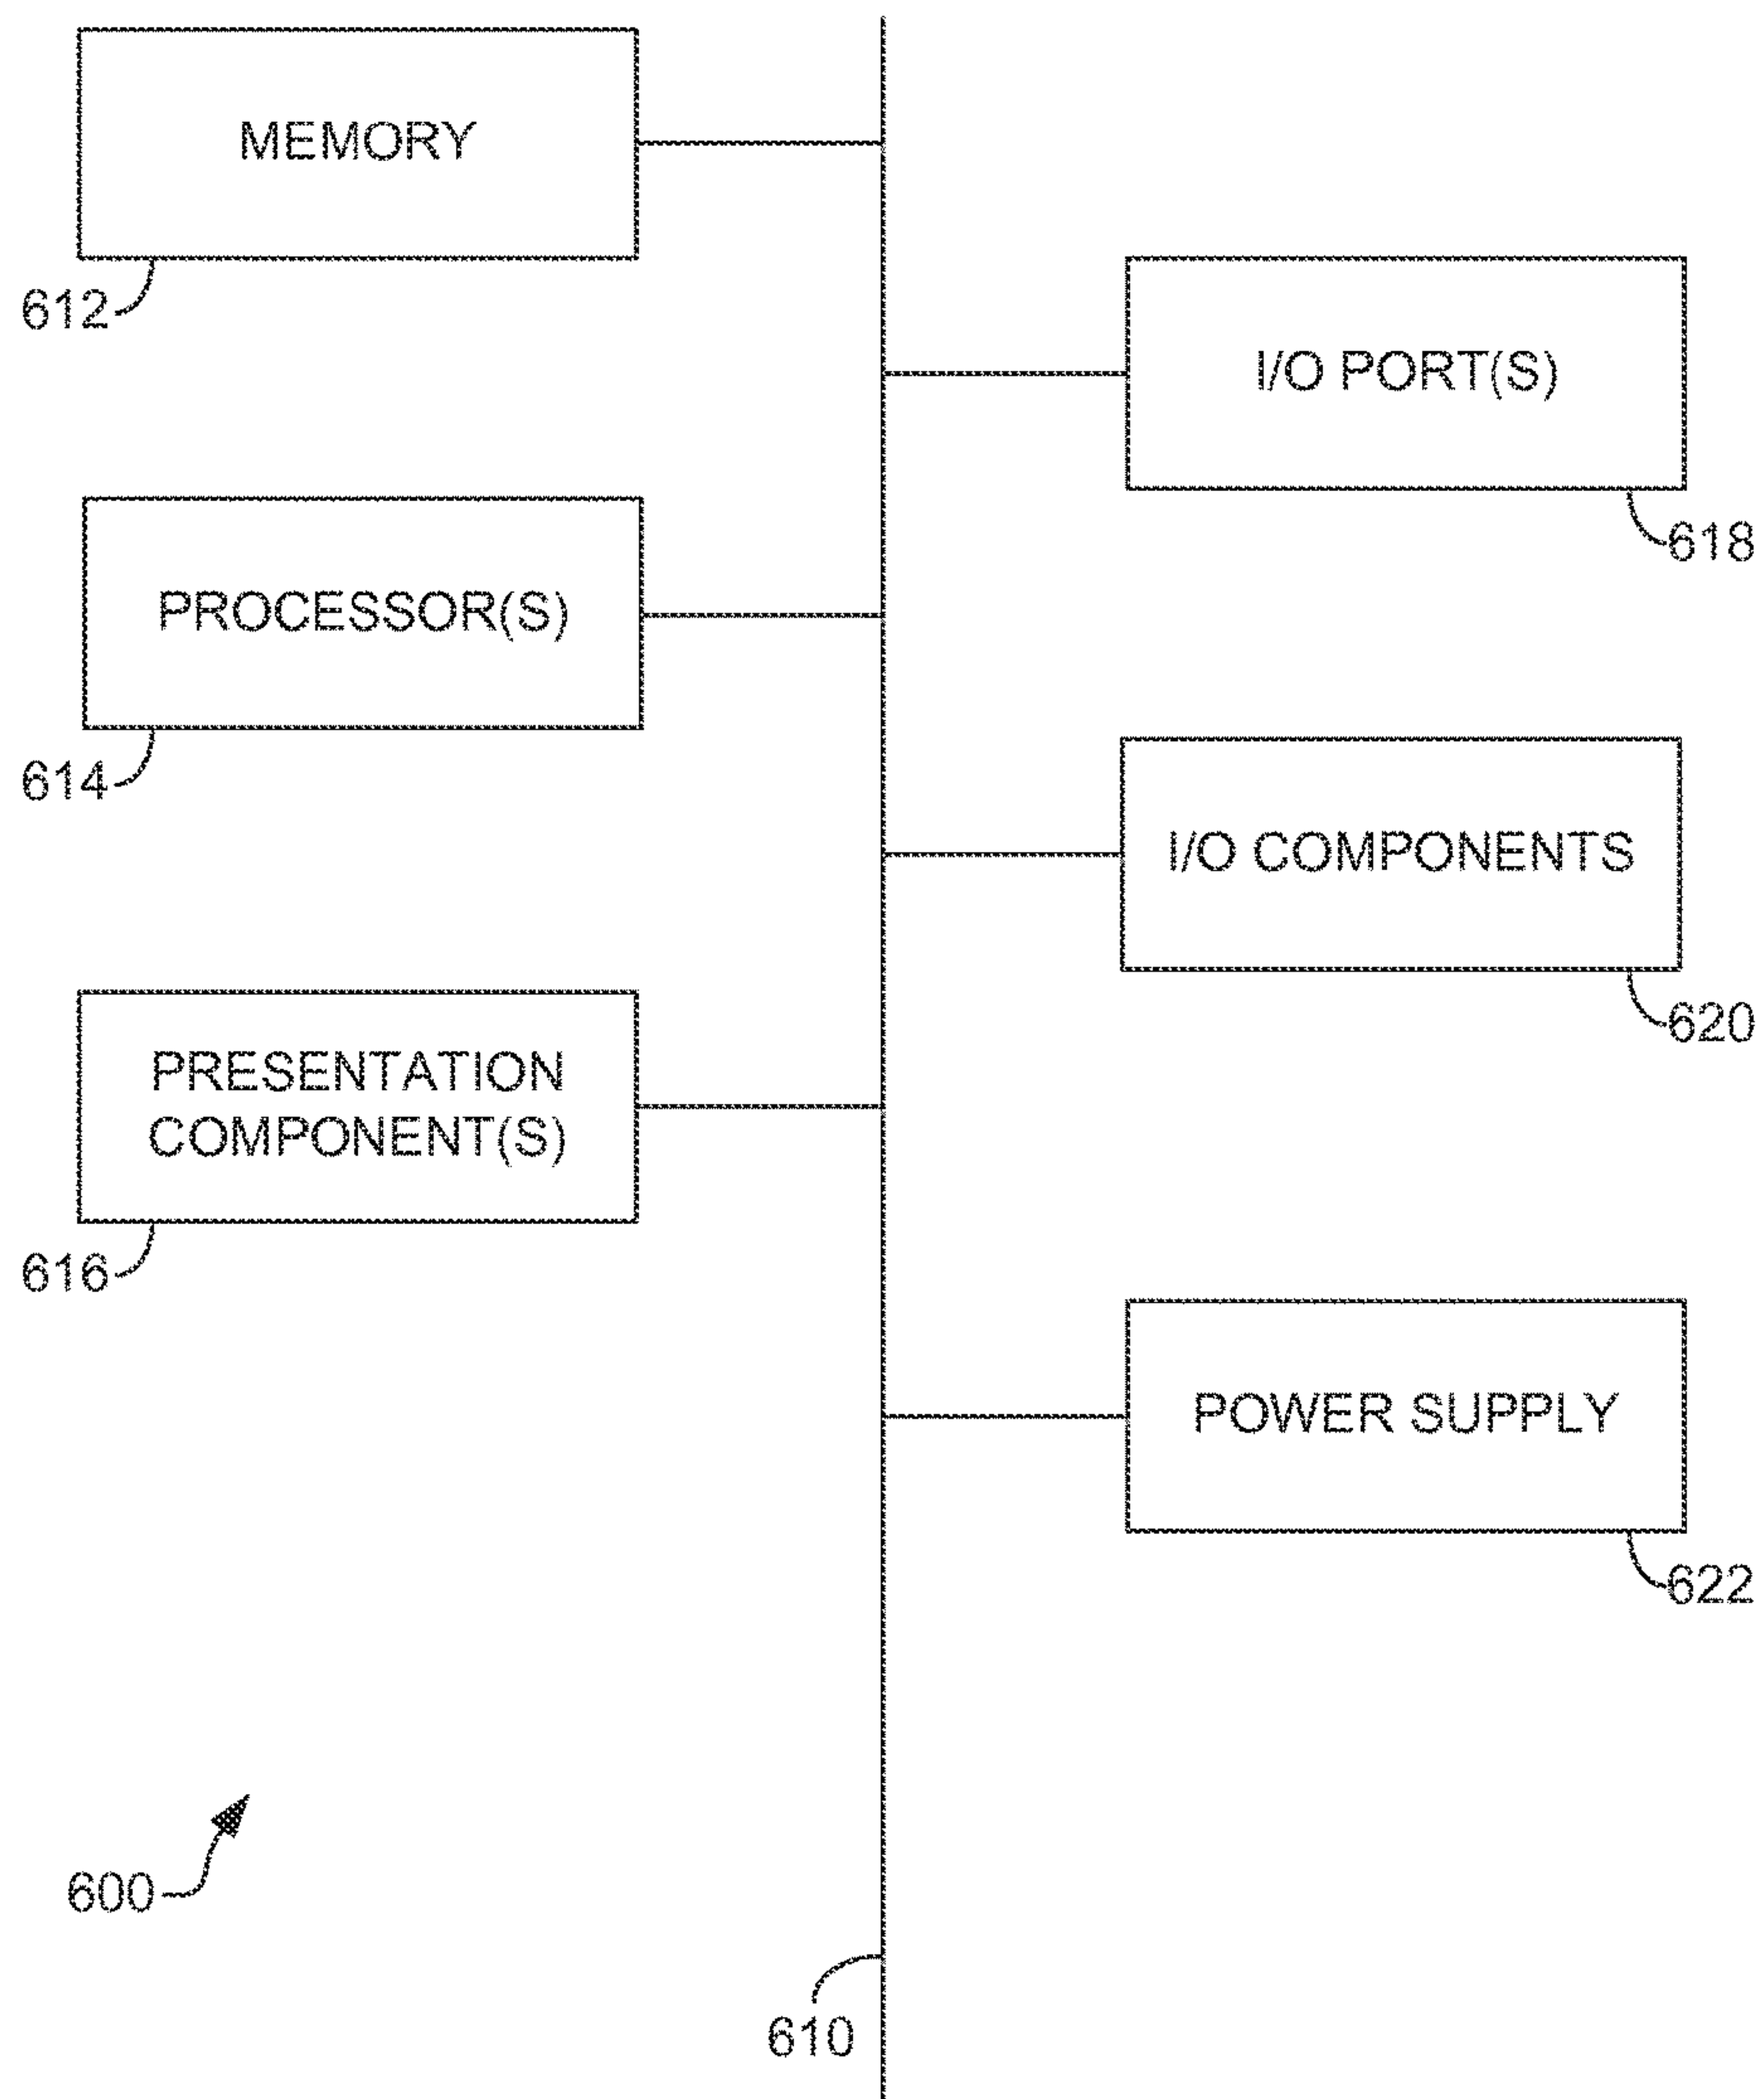 MEMORY
612
I/O PORT(S)
618
PROCESSOR(S)
614
I/O COMPONENTS
620
PRESENTATION
COMPONENT(S)
616
POWER SUPPLY
622
600
610